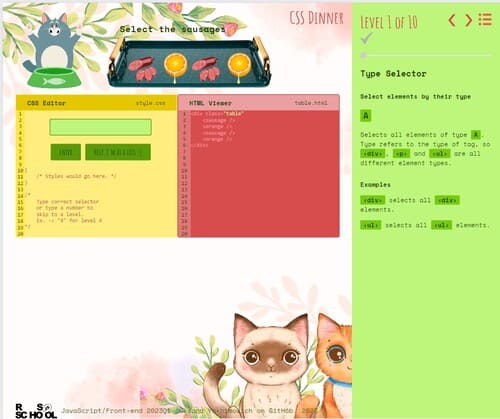 CSS Dinner
Select the sausages
CSS Editor
style.css
1
2
3
4
5
6
7
8
9
10
11
12
13
14
15
16
17
18
19
20
{
/* Styles would go here. */
}
/*
Type correct selector
or type a number to
skip to a level.
Ex. -> "4" for level 4
*/
HTML Viewer
table.html
1
2
3
4
5
6
7
8
9
10
11
12
13
14
15
16
17
18
19
20
<div class="table"
<sausage />
<orange />
<sausage />
<orange />
</div>
Level 1 of 10
Type Selector
Select elements by their type
A
Selects all elements of type A.
Type refers to the type of tag, so
<div>, <p> and <ul> are all
different element types.
Examples
<div> selects all <div>
elements.
<ul> selects all <ul> elements.
RS SCHOOL
JavaScript/Front-end 2023Q1
on GitHub, 2023